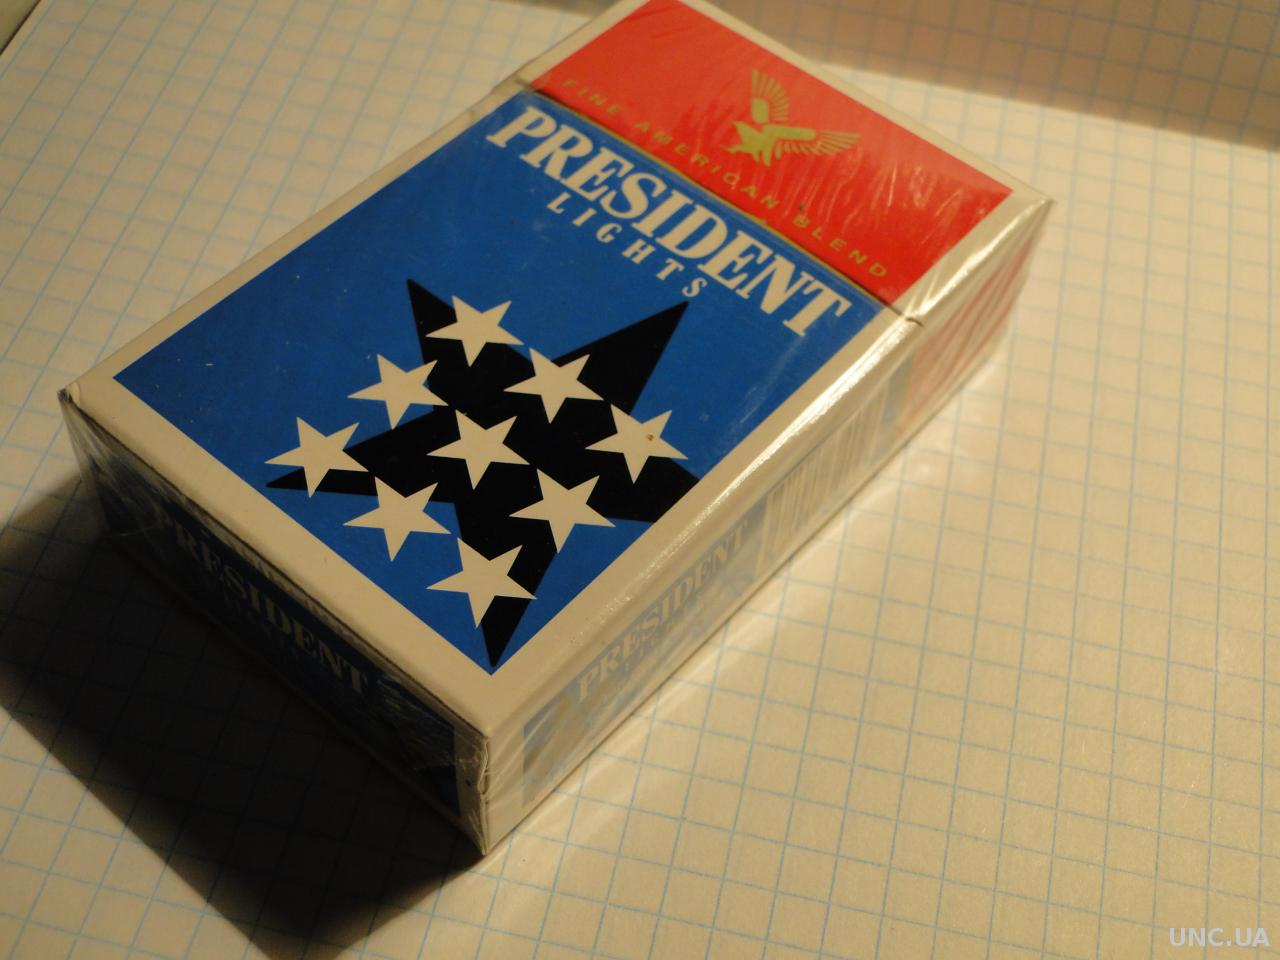 FINE AMERICAN BLEND
PRESIDENT
LIGHTS
PRESIDENT
PRESIDENT
UNC.UA